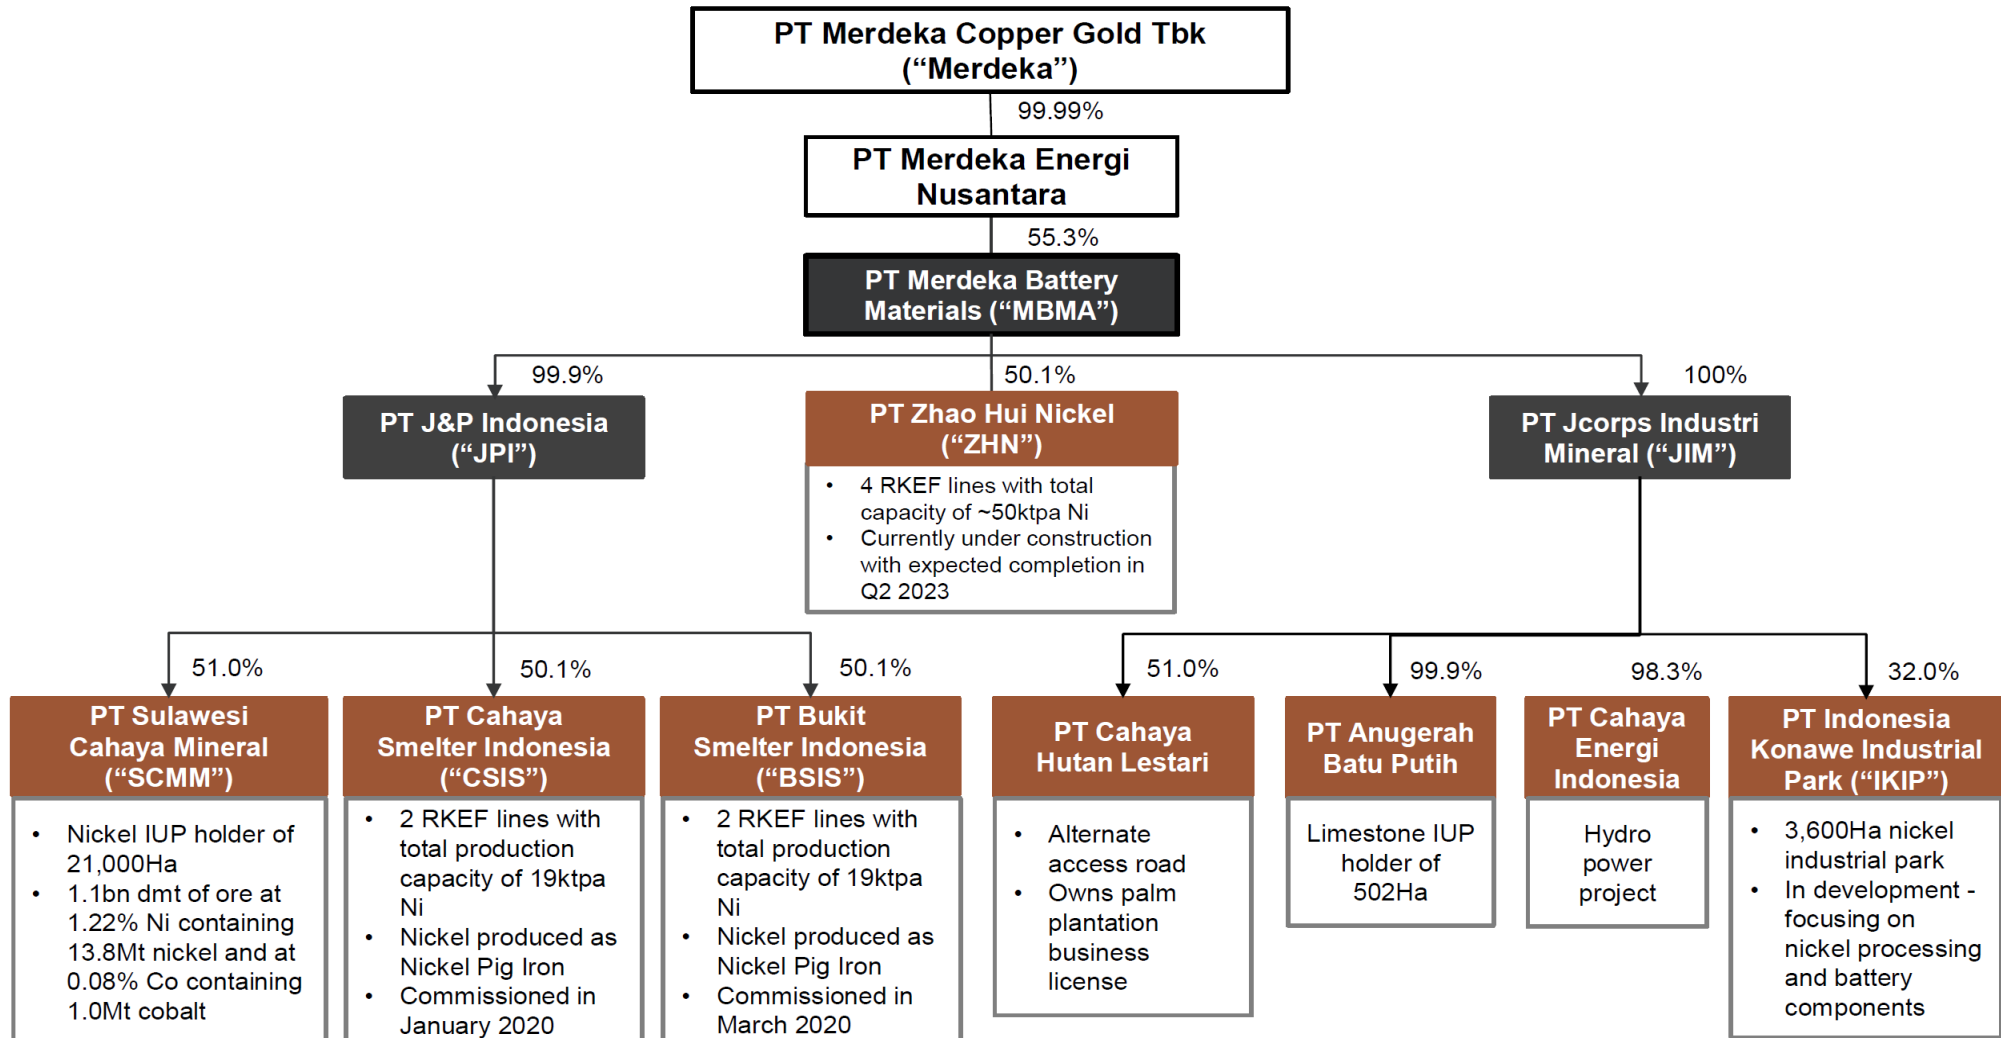 PT Merdeka Copper Gold Tbk
(“Merdeka”)
99.99%
PT Merdeka Energi
Nusantara
55.3%
PT Merdeka Battery
Materials (“MBMA”)
99.9%
50.1%
100%
PT J&P Indonesia
(“JPI”)
PT Zhao Hui Nickel
(“ZHN”)
• 4 RKEF lines with total
capacity of ~50ktpa Ni
• Currently under construction
with expected completion in
Q2 2023
PT Jcorps Industri
Mineral (“JIM”)
51.0%
50.1%
50.1%
51.0%
99.9%
98.3%
32.0%
PT Sulawesi
Cahaya Mineral
(“SCMM”)
• Nickel IUP holder of
21,000Ha
• 1.1bn dmt of ore at
1.22% Ni containing
13.8Mt nickel and at
0.08% Co containing
1.0Mt cobalt
PT Cahaya
Smelter Indonesia
(“CSIS”)
• 2 RKEF lines with
total production
capacity of 19ktpa
Ni
• Nickel produced as
Nickel Pig Iron
• Commissioned in
January 2020
PT Bukit
Smelter Indonesia
(“BSIS”)
• 2 RKEF lines with
total production
capacity of 19ktpa
Ni
• Nickel produced as
Nickel Pig Iron
• Commissioned in
March 2020
PT Cahaya
Hutan Lestari
• Alternate
access road
• Owns palm
plantation
business
license
PT Anugerah
Batu Putih
Limestone IUP
holder of
502Ha
PT Cahaya
Energi
Indonesia
Hydro
power
project
PT Indonesia
Konawe Industrial
Park (“IKIP”)
• 3,600Ha nickel
industrial park
• In development -
focusing on
nickel processing
and battery
components